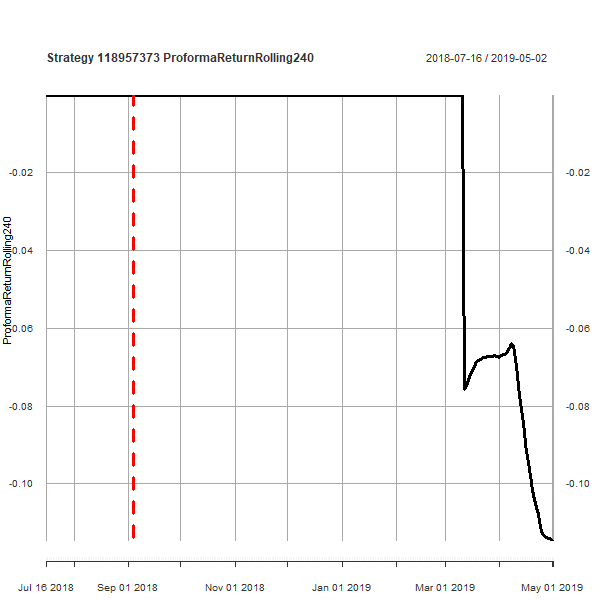 Strategy 118957373 ProformaReturnRolling240
2018-07-16 / 2019-05-02
-0.02 -0.02
-0.04 -0.04
-0.06 -0.06
-0.08 -0.08
-0.10 -0.10
ProformaReturnRolling240
Jul 16 2018 Sep 01 2018 Nov 01 2018 Jan 01 2019 Mar 01 2019 May 01 2019